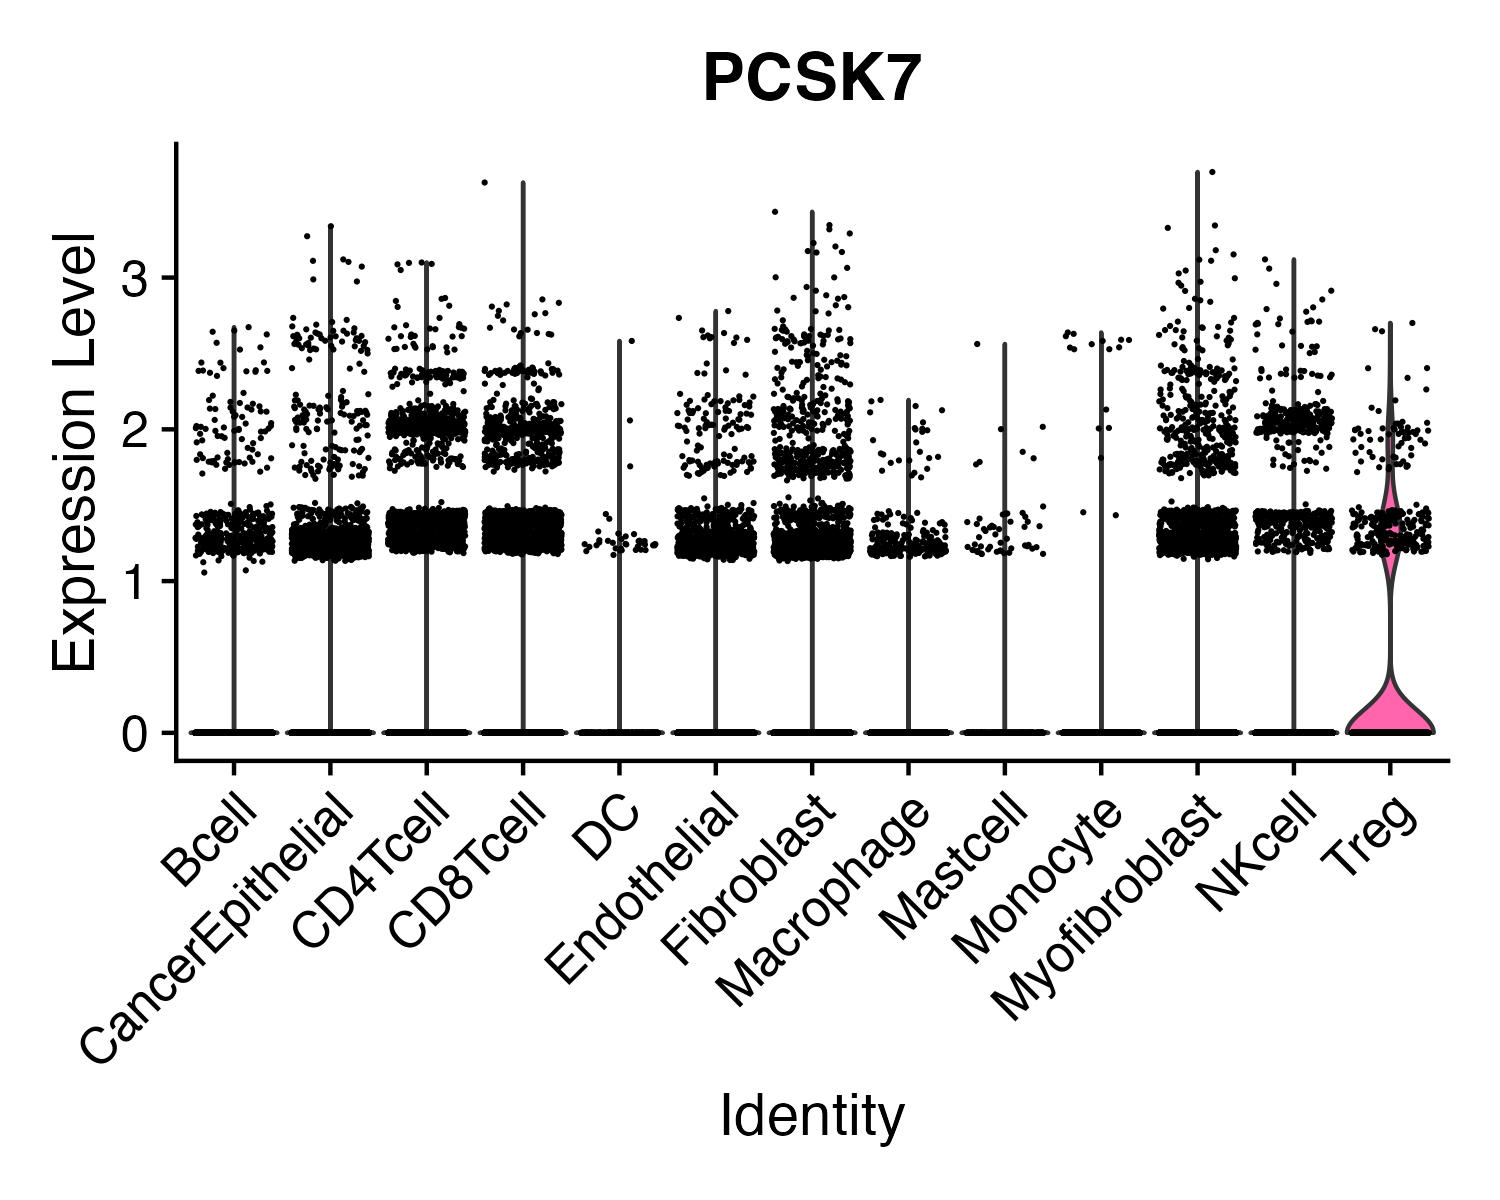 PCSK7
Expression Level
3
2
1
0
Bcell
CancerEpithelial
CD4Tcell
CD8Tcell
DC
Endothelial
Fibroblast
Macrophage
Mastcell
Monocyte
Myofibroblast
NKcell
Treg
Identity